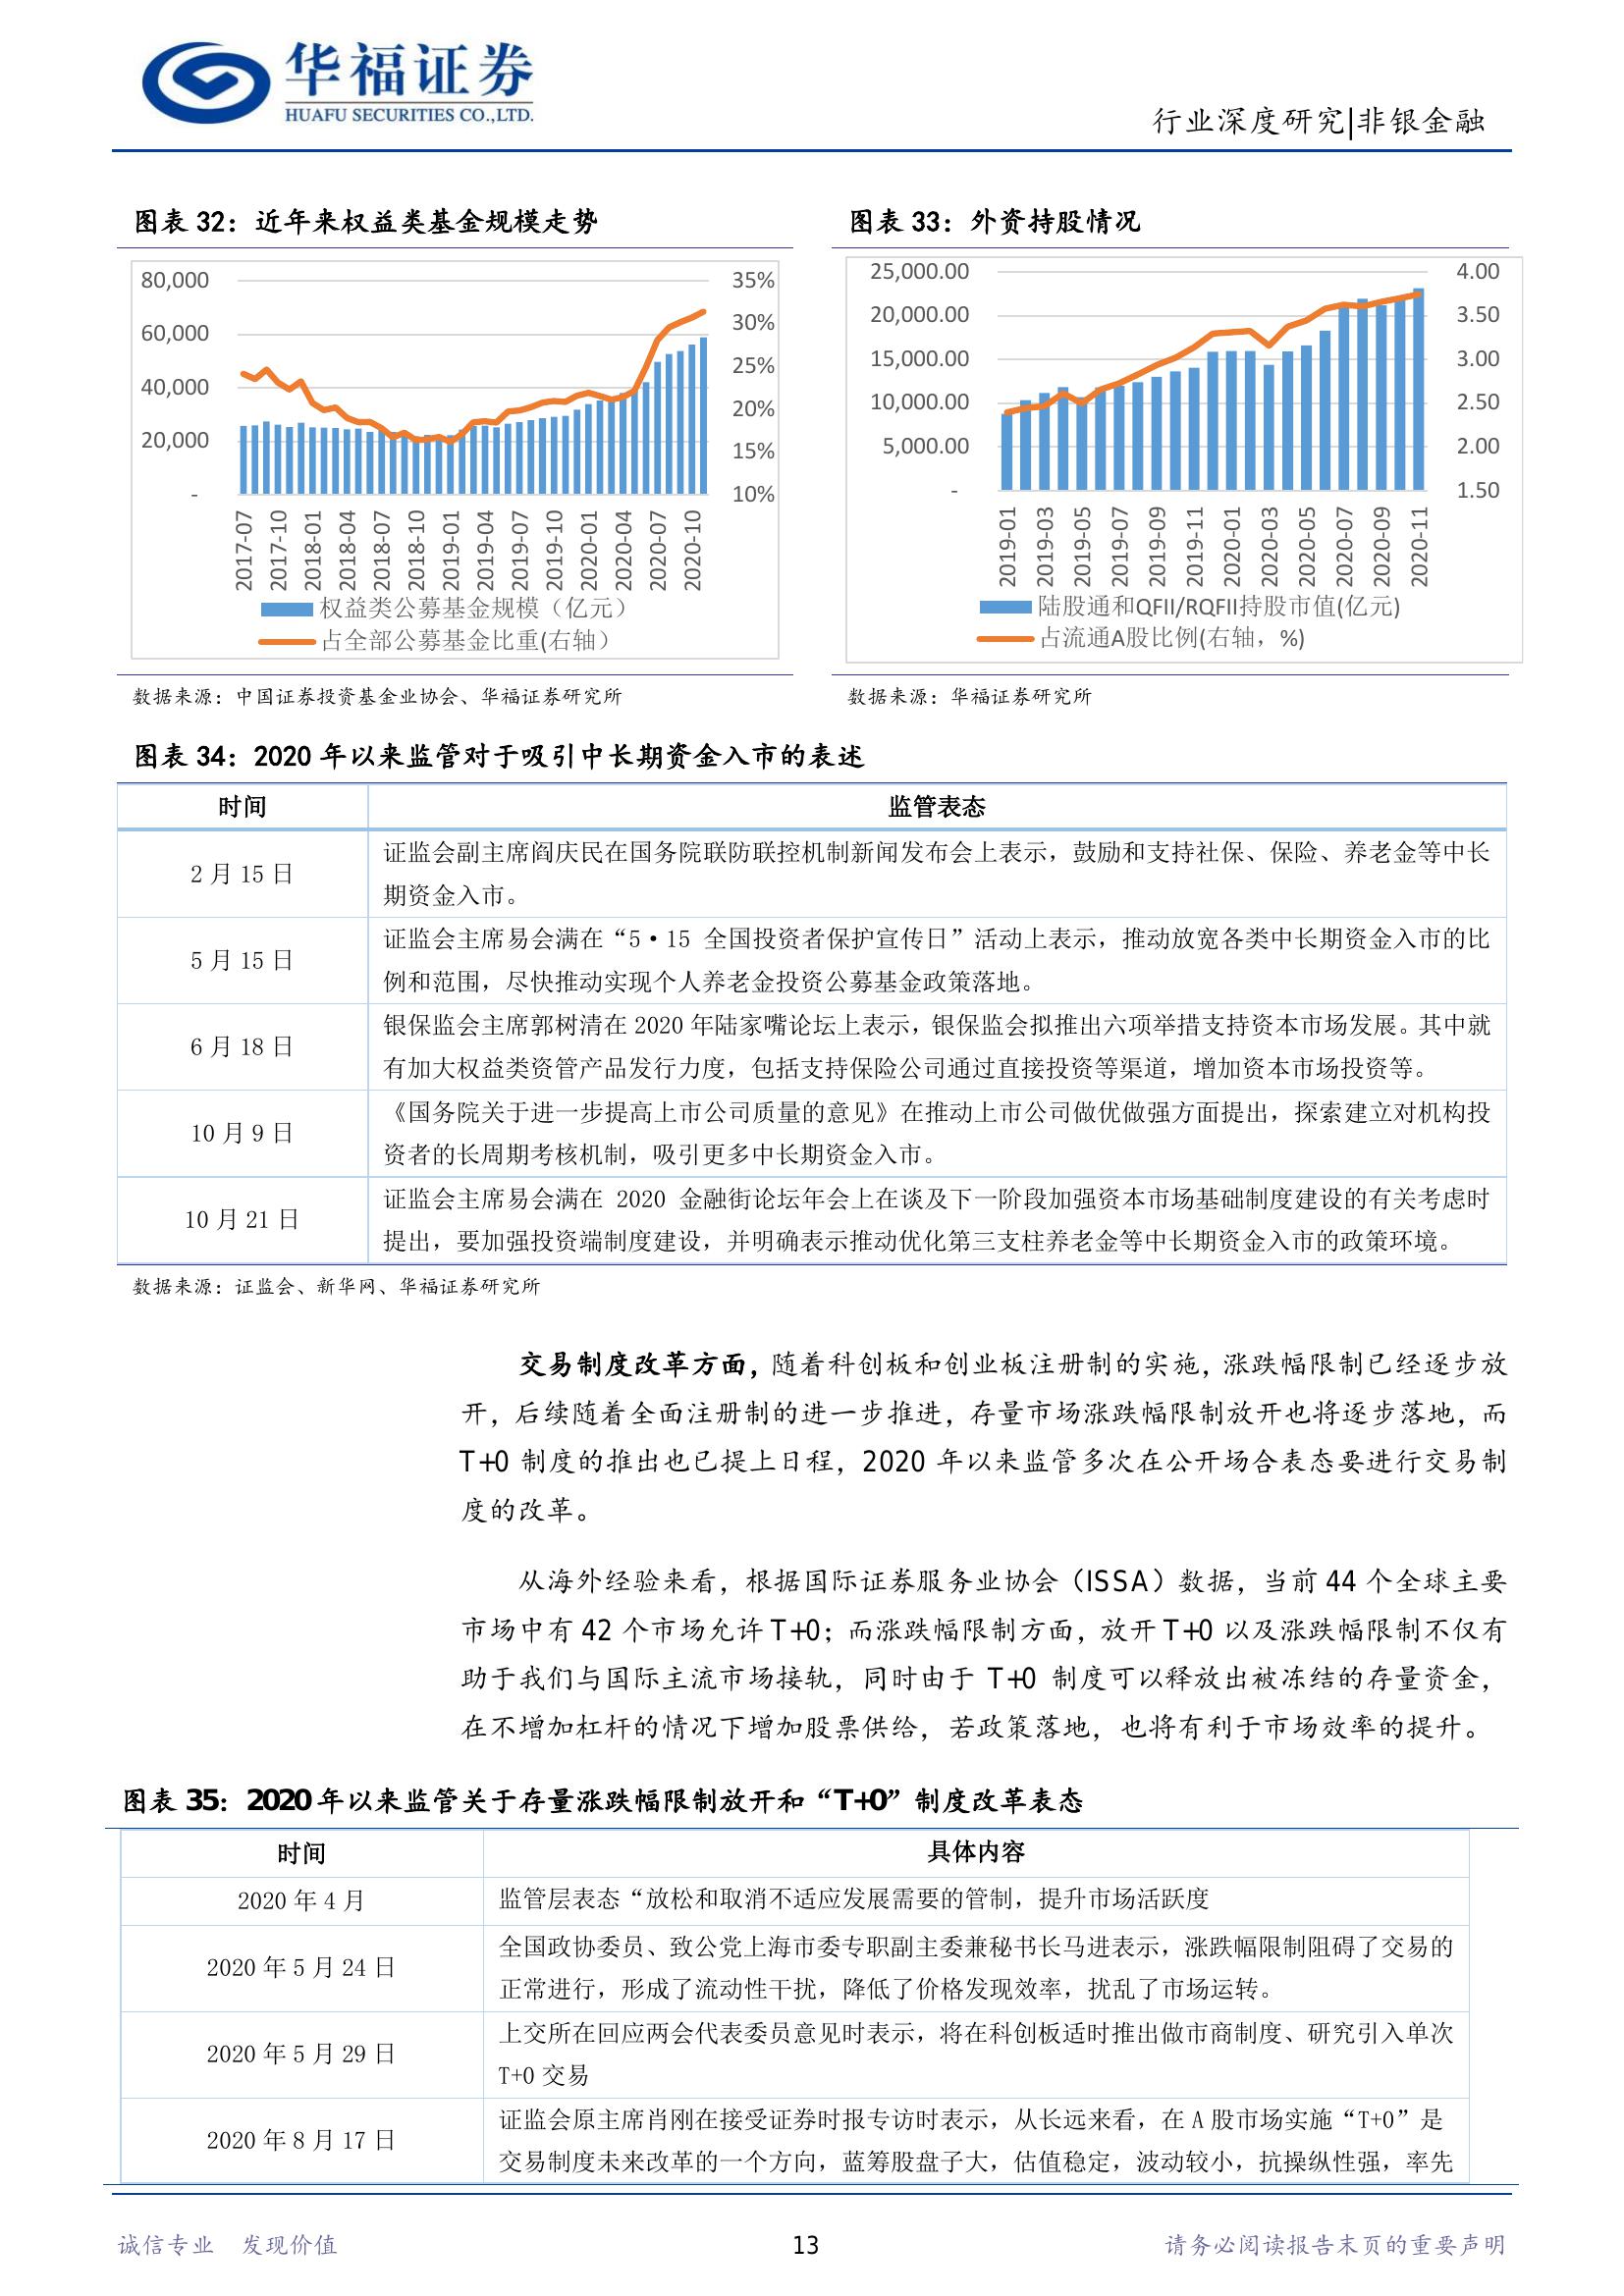 华福证券
HUAFU SECURITIES CO.,LTD.
行业深度研究|非银金融
图表 32：近年来权益类基金规模走势
80,000
60,000
40,000
20,000
-
35%
30%
25%
20%
15%
10%
2017-07
2017-10
2018-01
2018-04
2018-07
2018-10
2019-01
2019-04
2019-07
2019-10
2020-01
2020-04
2020-07
2020-10
权益类公募基金规模（亿元）
占全部公募基金比重(右轴）
数据来源：中国证券投资基金业协会、华福证券研究所
图表 33：外资持股情况
25,000.00
20,000.00
15,000.00
10,000.00
5,000.00
-
4.00
3.50
3.00
2.50
2.00
1.50
2019-01
2019-03
2019-05
2019-07
2019-09
2019-11
2020-01
2020-03
2020-05
2020-07
2020-09
2020-11
陆股通和QFII/RQFII持股市值(亿元)
占流通A股比例(右轴，%)
数据来源：华福证券研究所
图表 34：2020 年以来监管对于吸引中长期资金入市的表述
时间 监管表态
2 月 15 日
证监会副主席阎庆民在国务院联防联控机制新闻发布会上表示，鼓励和支持社保、保险、养老金等中长
期资金入市。
5 月 15 日
证监会主席易会满在“5·15 全国投资者保护宣传日”活动上表示，推动放宽各类中长期资金入市的比
例和范围，尽快推动实现个人养老金投资公募基金政策落地。
6 月 18 日
银保监会主席郭树清在 2020 年陆家嘴论坛上表示，银保监会拟推出六项举措支持资本市场发展。其中就
有加大权益类资管产品发行力度，包括支持保险公司通过直接投资等渠道，增加资本市场投资等。
10 月 9 日
《国务院关于进一步提高上市公司质量的意见》在推动上市公司做优做强方面提出，探索建立对机构投
资者的长周期考核机制，吸引更多中长期资金入市。
10 月 21 日
证监会主席易会满在 2020 金融街论坛年会上在谈及下一阶段加强资本市场基础制度建设的有关考虑时
提出，要加强投资端制度建设，并明确表示推动优化第三支柱养老金等中长期资金入市的政策环境。
数据来源：证监会、新华网、华福证券研究所
交易制度改革方面，随着科创板和创业板注册制的实施，涨跌幅限制已经逐步放
开，后续随着全面注册制的进一步推进，存量市场涨跌幅限制放开也将逐步落地，而
T+0 制度的推出也已提上日程，2020 年以来监管多次在公开场合表态要进行交易制
度的改革。
从海外经验来看，根据国际证券服务业协会（ISSA）数据，当前 44 个全球主要
市场中有 42 个市场允许 T+0；而涨跌幅限制方面，放开 T+0 以及涨跌幅限制不仅有
助于我们与国际主流市场接轨，同时由于 T+0 制度可以释放出被冻结的存量资金，
在不增加杠杆的情况下增加股票供给，若政策落地，也将有利于市场效率的提升。
图表 35：2020 年以来监管关于存量涨跌幅限制放开和“T+0”制度改革表态
时间 具体内容
2020 年 4 月 监管层表态“放松和取消不适应发展需要的管制，提升市场活跃度
2020 年 5 月 24 日
全国政协委员、致公党上海市委专职副主委兼秘书长马进表示，涨跌幅限制阻碍了交易的
正常进行，形成了流动性干扰，降低了价格发现效率，扰乱了市场运转。
2020 年 5 月 29 日
上交所在回应两会代表委员意见时表示，将在科创板适时推出做市商制度、研究引入单次
T+0 交易
2020 年 8 月 17 日
证监会原主席肖刚在接受证券时报专访时表示，从长远来看，在 A 股市场实施“T+0”是
交易制度未来改革的一个方向，蓝筹股盘子大，估值稳定，波动较小，抗操纵性强，率先
诚信专业 发现价值
13
请务必阅读报告末页的重要声明